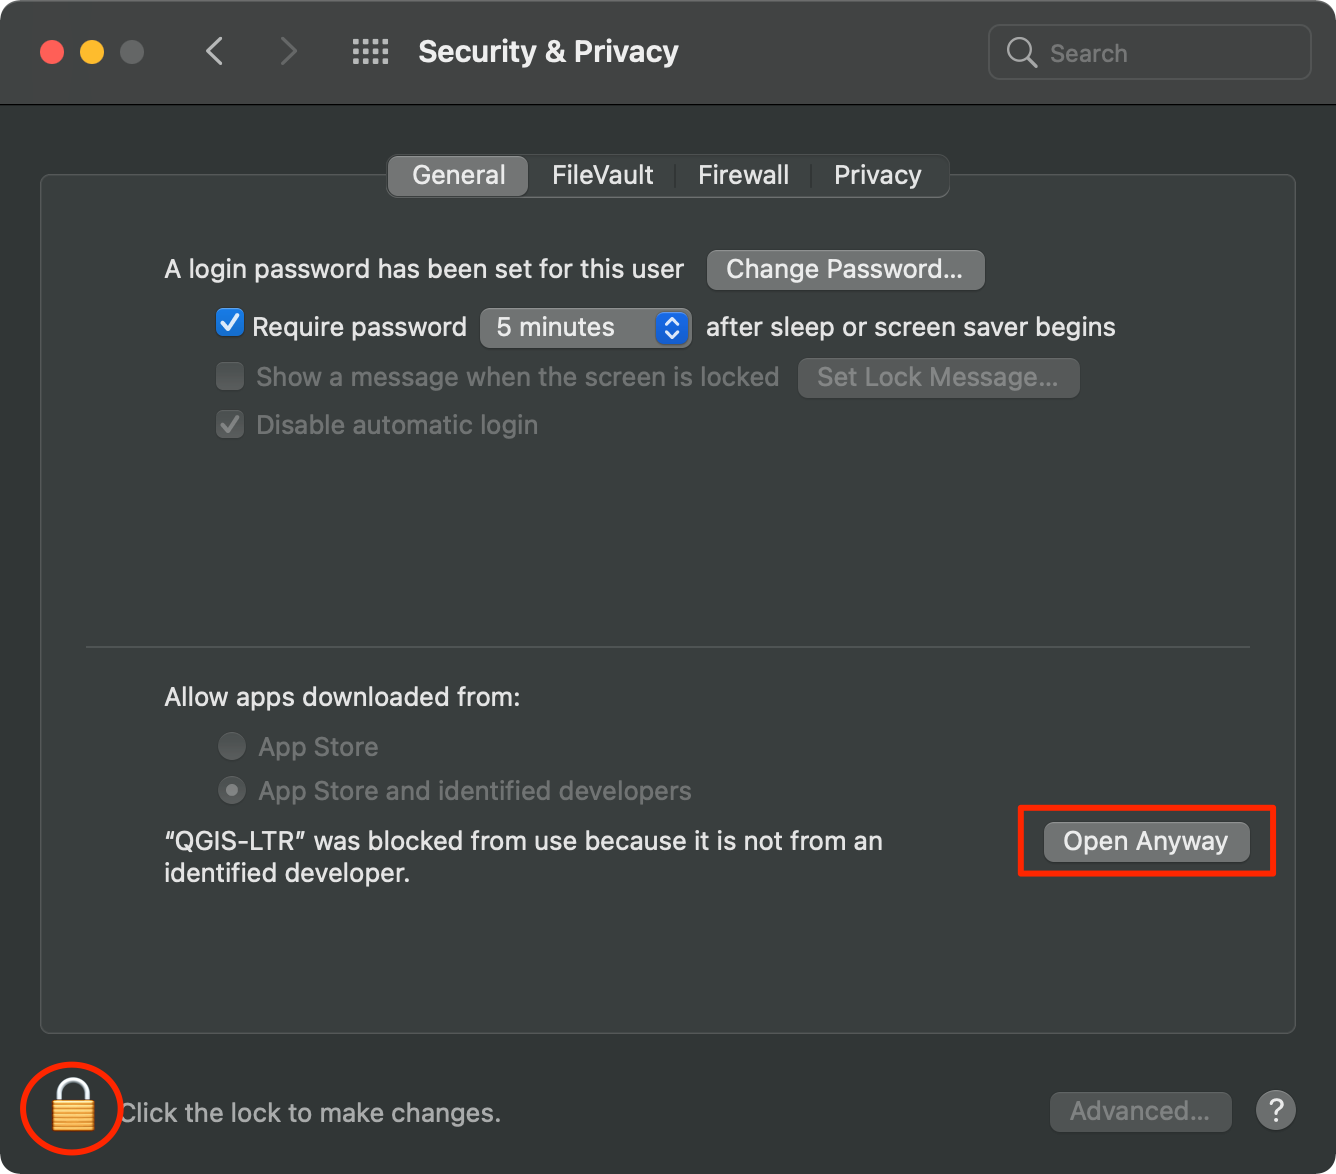 Security & Privacy
Search
General
FileVault
Firewall
Privacy
A login password has been set for this user
Change Password...
Require password
5 minutes
after sleep or screen saver begins
Show a message when the screen is locked
Set Lock Message...
Disable automatic login
Allow apps downloaded from:
App Store
App Store and identified developers
“QGIS-LTR” was blocked from use because it is not from an
identified developer.
Open Anyway
Click the lock to make changes.
Advanced...
?